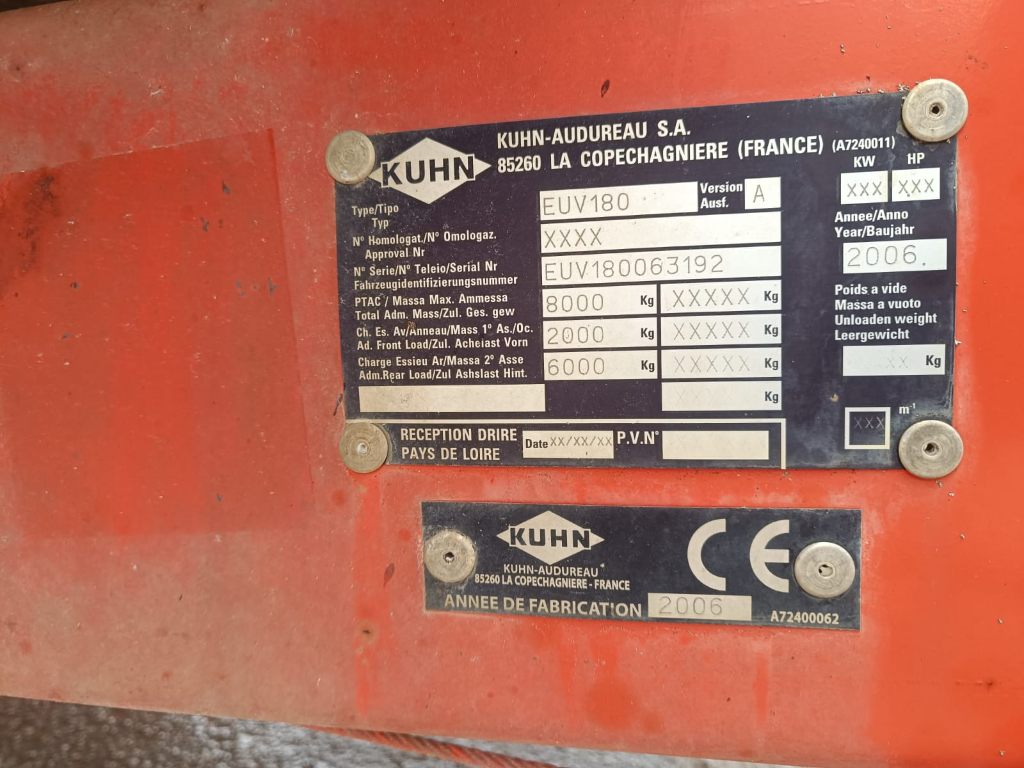 KUHN
KUHN-AUDUREAU S.A.
85260 LA COPECHAGNIERE (FRANCE) (A7240011)
KW HP
XXX XXX
Type/Tipo
Typ
EUV180 Version
Ausf. A
N° Homologat./N° Omologaz.
Approval Nr
XXXX
Annee/Anno
Year/Baujahr
2006.
N° Serie/N° Teleio/Serial Nr
Fahrzeugidentifizierungsnummer
EUV180063192
PTAC / Massa Max. Ammessa
Total Adm. Mass/Zul. Ges. gew
8000 Kg XXXXX Kg
Ch. Es. Av/Anneau/Mass 1° As./Oc.
Ad. Front Load/Zul. Acheiast Vorn
2000 Kg XXXXX Kg
Charge Essieu Ar/Massa 2° Asse
Adm.Rear Load/Zul Ashslast Hint.
6000 Kg XXXXX Kg
XX Kg
Poids a vide
Massa a vuoto
Unloaden weight
Leergewicht
XX Kg
XXX m-1
RECEPTION DRIRE
PAYS DE LOIRE
Date XX/XX/XX P.V.N°
KUHN
KUHN-AUDUREAU
85260 LA COPECHAGNIERE - FRANCE
CE
ANNEE DE FABRICATION 2006 A72400062